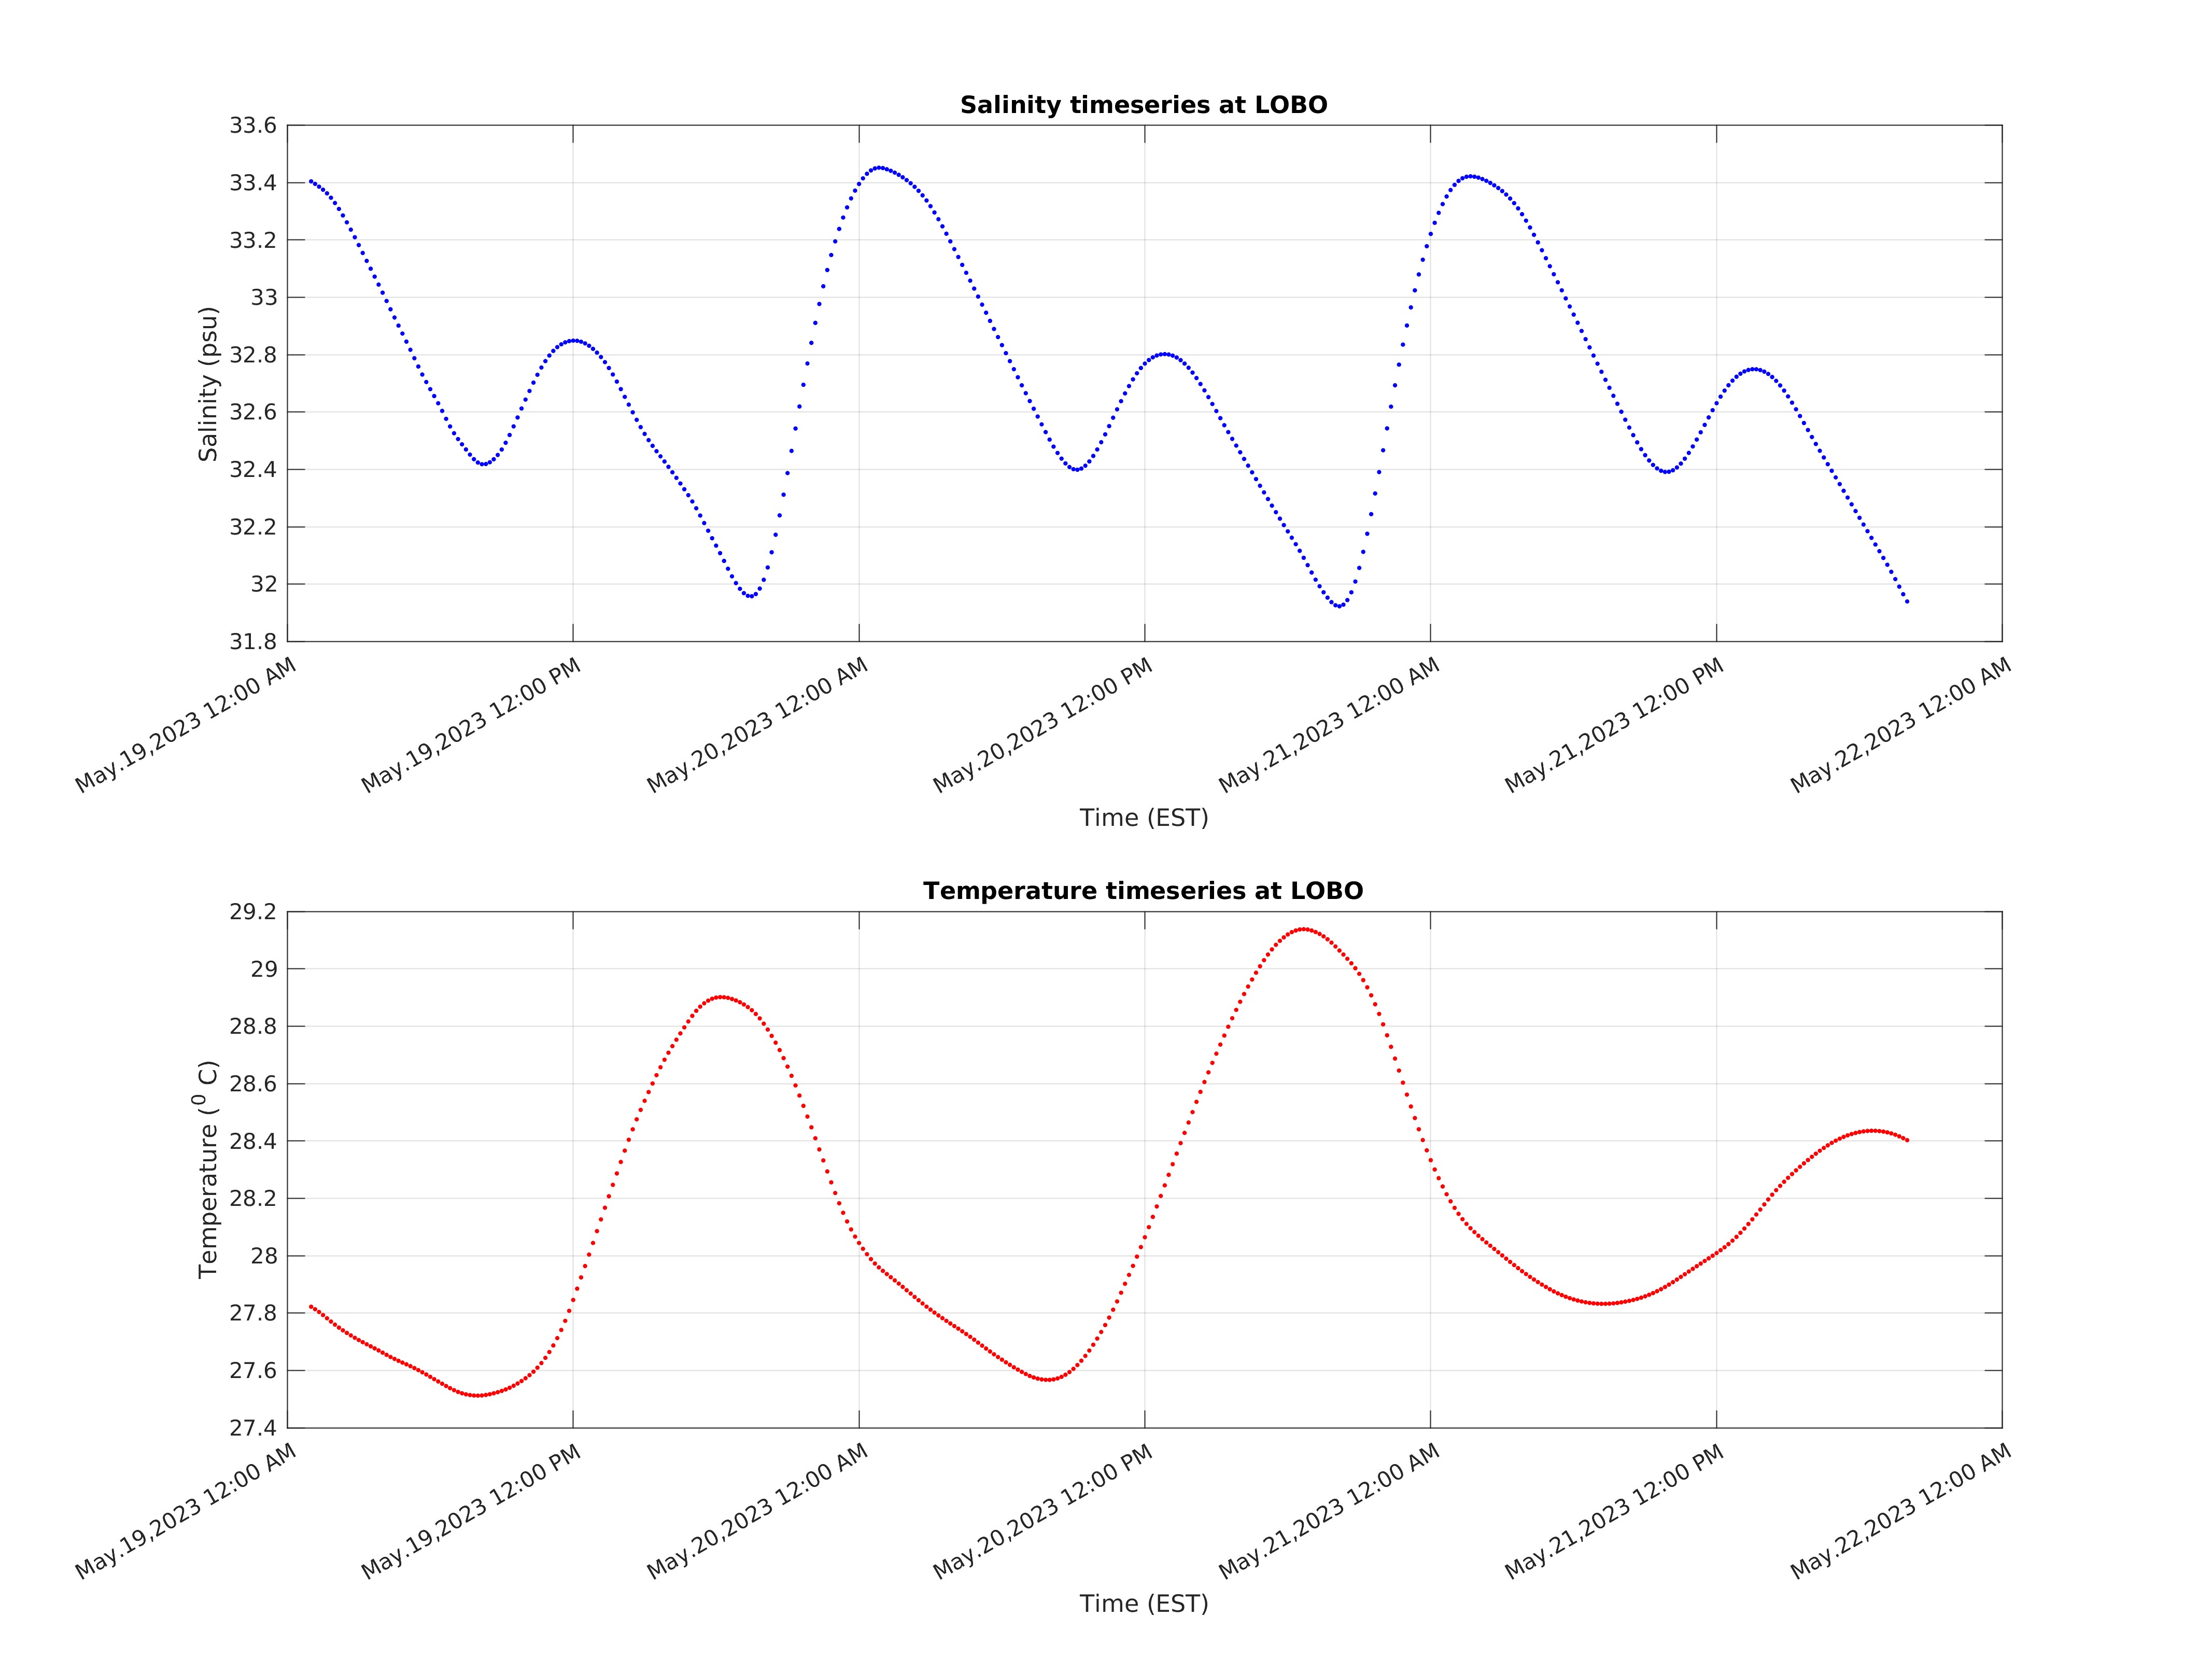 Salinity timeseries at LOBO
33.6
33.4
33.2
33
32.8
32.6
32.4
32.2
32
31.8
Salinity (psu)
May.19,2023 12:00 AM
May.19,2023 12:00 PM
May.20,2023 12:00 AM
May.20,2023 12:00 PM
May.21,2023 12:00 AM
May.21,2023 12:00 PM
May.22,2023 12:00 AM
Time (EST)
Temperature timeseries at LOBO
29.2
29
28.8
28.6
28.4
28.2
28
27.8
27.6
27.4
Temperature (⁰ C)
May.19,2023 12:00 AM
May.19,2023 12:00 PM
May.20,2023 12:00 AM
May.20,2023 12:00 PM
May.21,2023 12:00 AM
May.21,2023 12:00 PM
May.22,2023 12:00 AM
Time (EST)